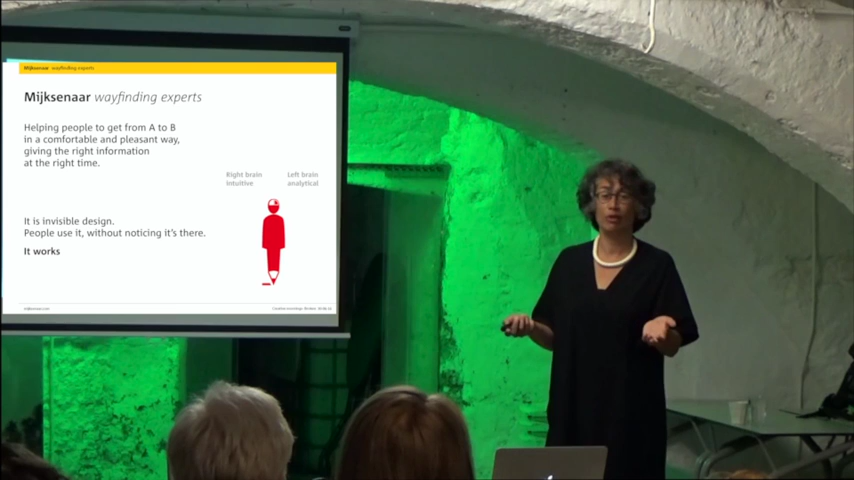 Mijksenaar wayfinding experts
Mijksenaar wayfinding experts
Helping people to get from A to B
in a comfortable and pleasant way,
giving the right information
at the right time.
Right brain Left brain
intuitive analytical
It is invisible design.
People use it, without noticing it's there.
It works